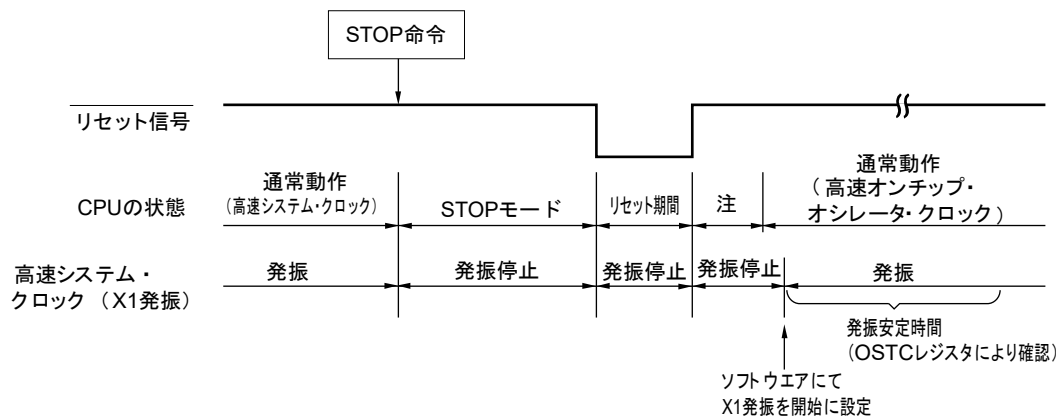 STOP命令
リセット信号
CPUの状態
通常動作
(高速システム・クロック)
STOPモード
リセット期間
注
通常動作
(高速オンチップ・
オシレータ・クロック)
高速システム・
クロック (X1発振)
発振
発振停止
発振停止
発振停止
発振
発振安定時間
(OSTCレジスタにより確認)
ソフトウエアにて
X1発振を開始に設定